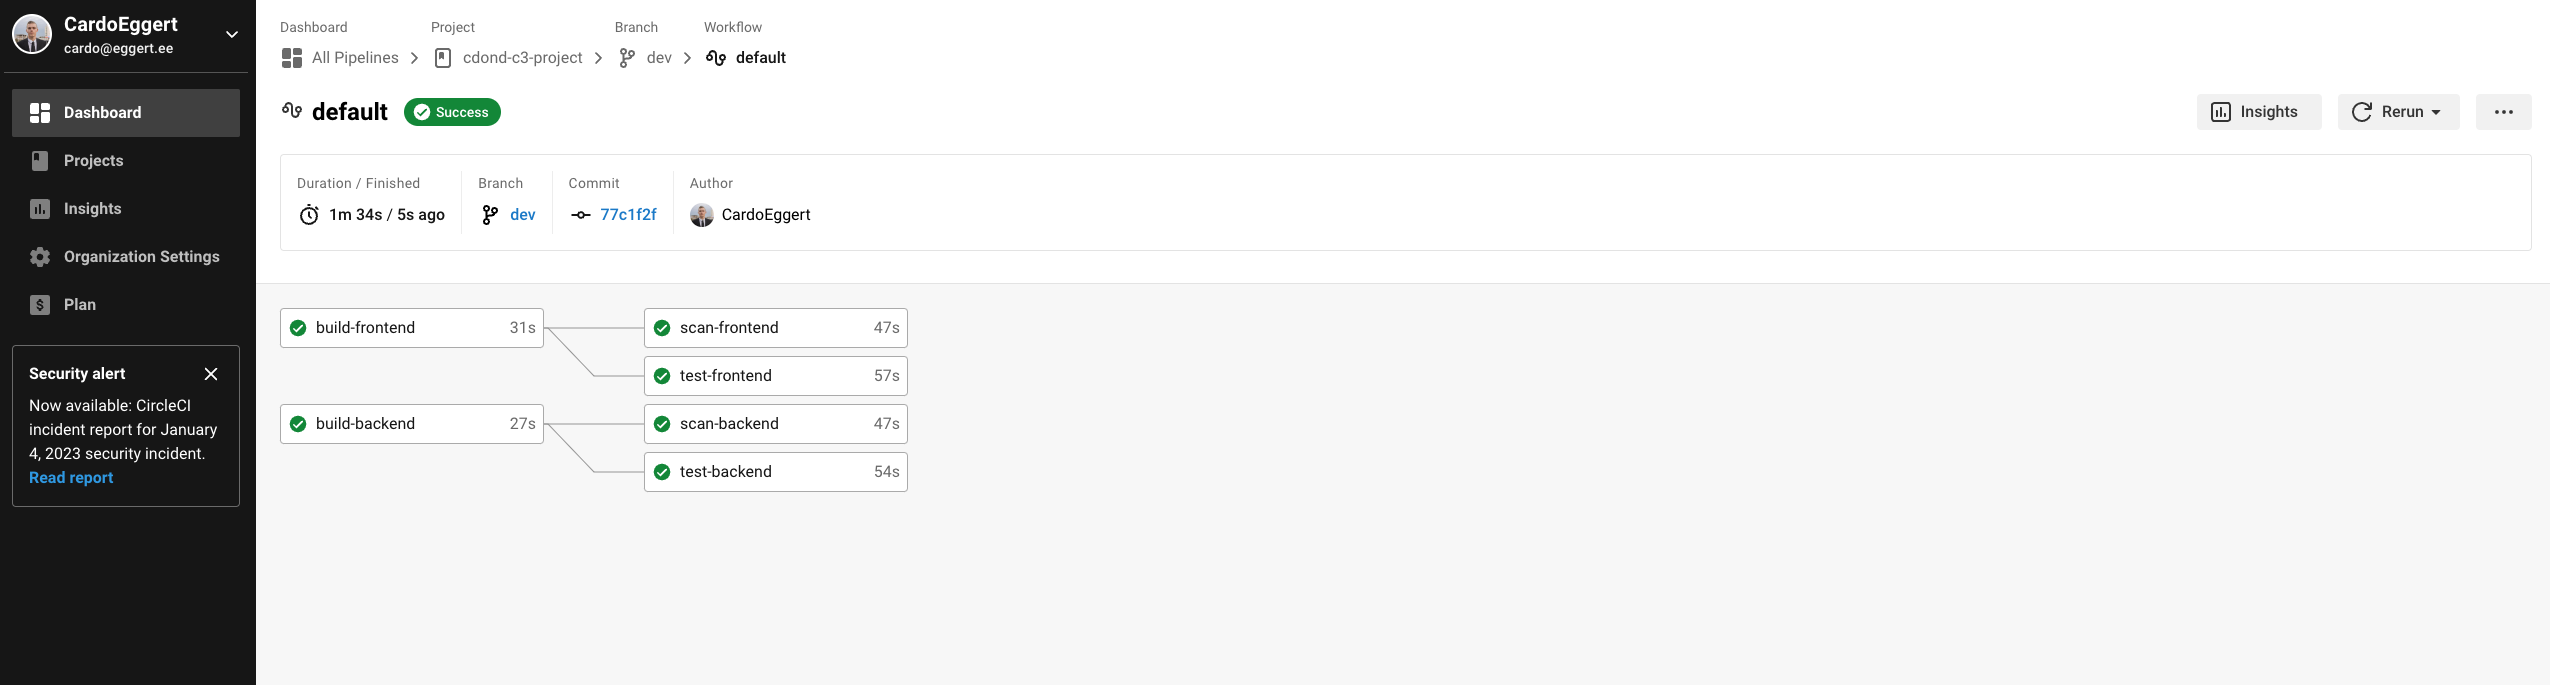 CardoEggert
cardo@eggert.ee
Dashboard
Projects
Insights
Organization Settings
Plan
Security alert
Now available: CircleCI
incident report for January
4, 2023 security incident.
Read report
Dashboard Project Branch Workflow
All Pipelines cdond-c3-project dev default
default Success
Insights Rerun
Duration / Finished Branch Commit Author
1m 34s / 5s ago dev 77c1f2f CardoEggert
build-frontend 31s scan-frontend 47s
test-frontend 57s
build-backend 27s scan-backend 47s
test-backend 54s